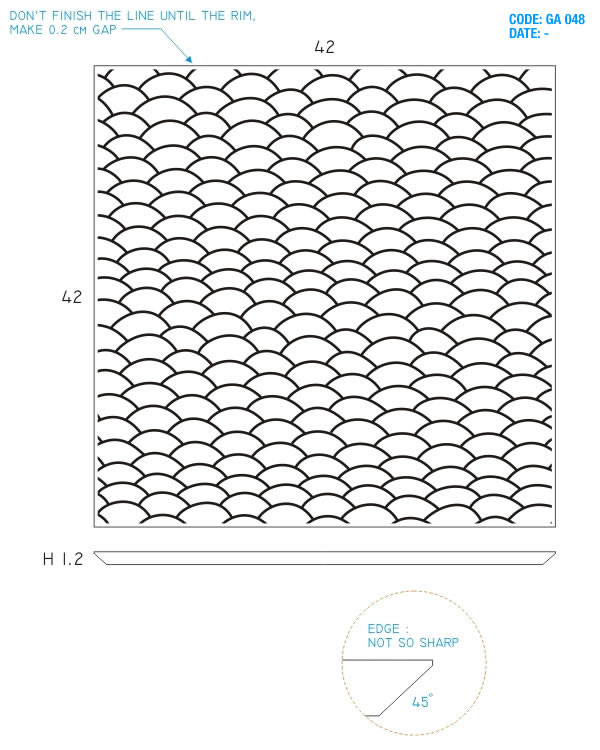 DON'T FINISH THE LINE UNTIL THE RIM,
MAKE 0.2 CM GAP
CODE: GA 048
DATE: -
42
42
H 1.2
EDGE :
NOT SO SHARP
45°